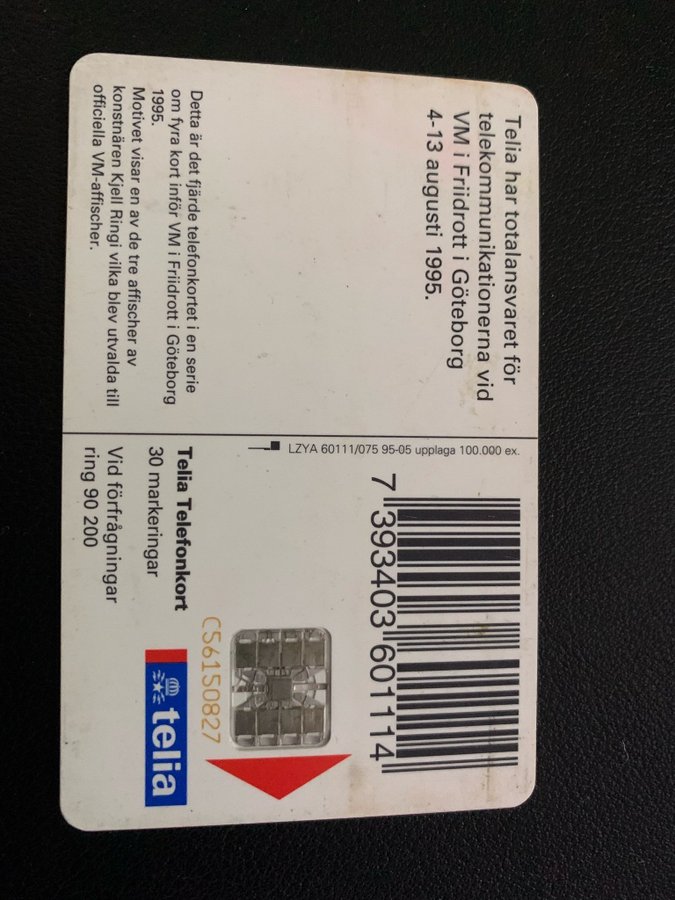 Telia har totalansvaret för
telekommunikationerna vid
VM i Friidrott i Göteborg
4-13 augusti 1995.
Detta är det fjärde telefonkortet i en serie
om fyra kort inför VM i Friidrott i Göteborg
1995.
Motivet visar en av de tre affischer av
konstnären Kjell Ringi vilka blev utvalda till
officiella VM-affischer.
LZYA 60111/075 95-05 upplaga 100.000 ex.
7 393403 601114
Telia Telefonkort
30 markeringar
Vid förfrågningar
ring 90 200
C56150827
telia